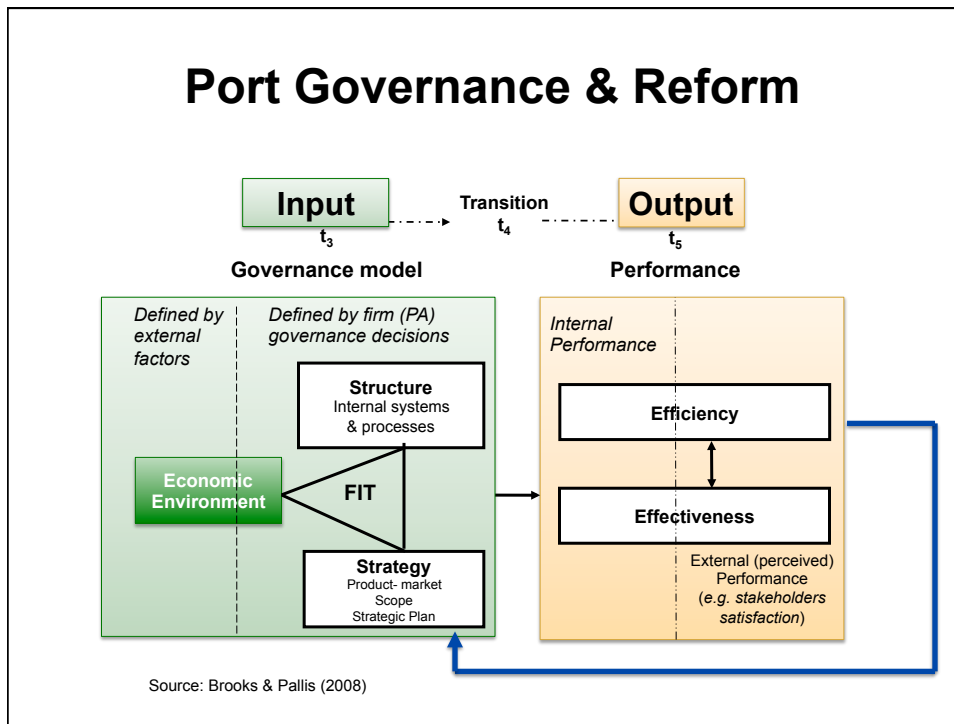 Port Governance & Reform
Input
Transition
Output
t3
t4
t5
Governance model
Performance
Defined by
external
factors
Defined by firm (PA)
governance decisions
Structure
Internal systems
& processes
Economic
Environment
FIT
Strategy
Product- market
Scope
Strategic Plan
Internal
Performance
Efficiency
Effectiveness
External (perceived)
Performance
(e.g. stakeholders
satisfaction)
Source: Brooks & Pallis (2008)